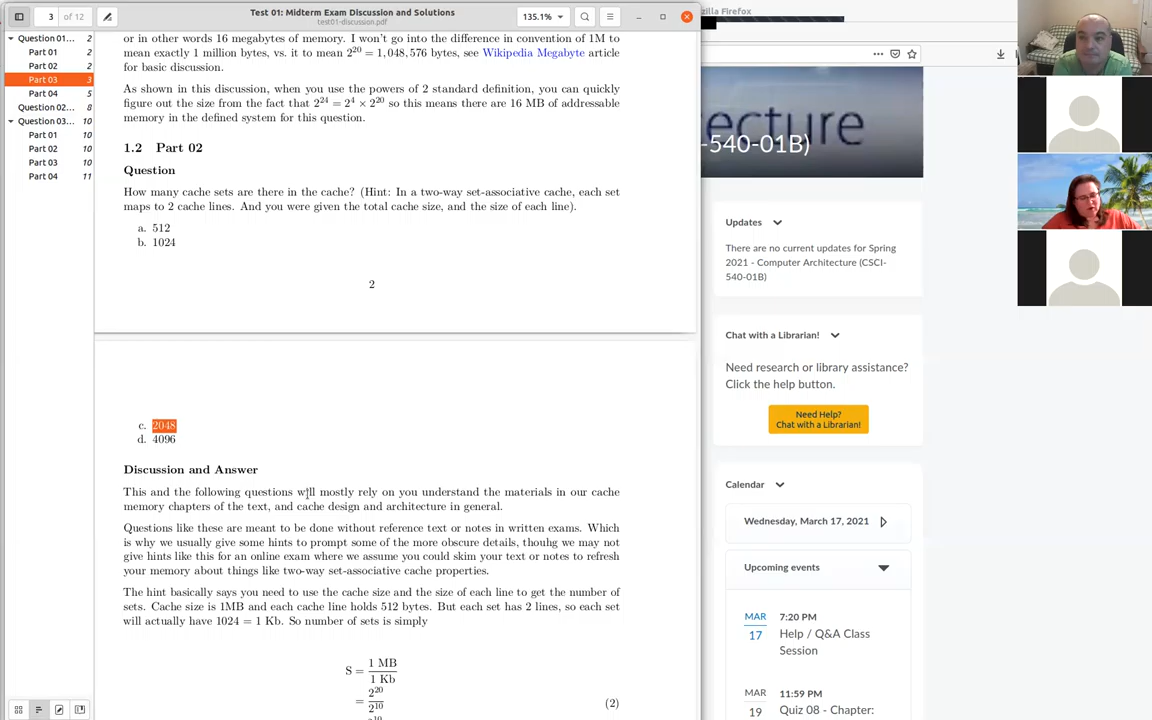 3 of 12
Test 01: Midterm Exam Discussion and Solutions
test01-discussion.pdf
135.1%
zilla Firefox
Question 01... 2
Part 01 2
Part 02 2
Part 03 3
Part 04 5
Question 02... 8
Question 03... 10
Part 01 10
Part 02 10
Part 03 10
Part 04 11
or in other words 16 megabytes of memory. I won't go into the difference in convention of 1M to
mean exactly 1 million bytes, vs. it to mean 2^20 = 1,048,576 bytes, see Wikipedia Megabyte article
for basic discussion.
As shown in this discussion, when you use the powers of 2 standard definition, you can quickly
figure out the size from the fact that 2^24 = 2^4 × 2^20 so this means there are 16 MB of addressable
memory in the defined system for this question.
1.2 Part 02
Question
How many cache sets are there in the cache? (Hint: In a two-way set-associative cache, each set
maps to 2 cache lines. And you were given the total cache size, and the size of each line).
a. 512
b. 1024
2
c. 2048
d. 4096
Discussion and Answer
This and the following questions will mostly rely on you understand the materials in our cache
memory chapters of the text, and cache design and architecture in general.
Questions like these are meant to be done without reference text or notes in written exams. Which
is why we usually give some hints to prompt some of the more obscure details, thouhg we may not
give hints like this for an online exam where we assume you could skim your text or notes to refresh
your memory about things like two-way set-associative cache properties.
The hint basically says you need to use the cache size and the size of each line to get the number of
sets. Cache size is 1MB and each cache line holds 512 bytes. But each set has 2 lines, so each set
will actually have 1024 = 1 Kb. So number of sets is simply
S = 1 MB / 1 Kb
= 2^20 / 2^10 (2)
ecture
-540-01B)
Updates
There are no current updates for Spring
2021 - Computer Architecture (CSCI-
540-01B)
Chat with a Librarian!
Need research or library assistance?
Click the help button.
Need Help?
Chat with a Librarian!
Calendar
Wednesday, March 17, 2021
Upcoming events
MAR
17
7:20 PM
Help / Q&A Class
Session
MAR
19
11:59 PM
Quiz 08 - Chapter: